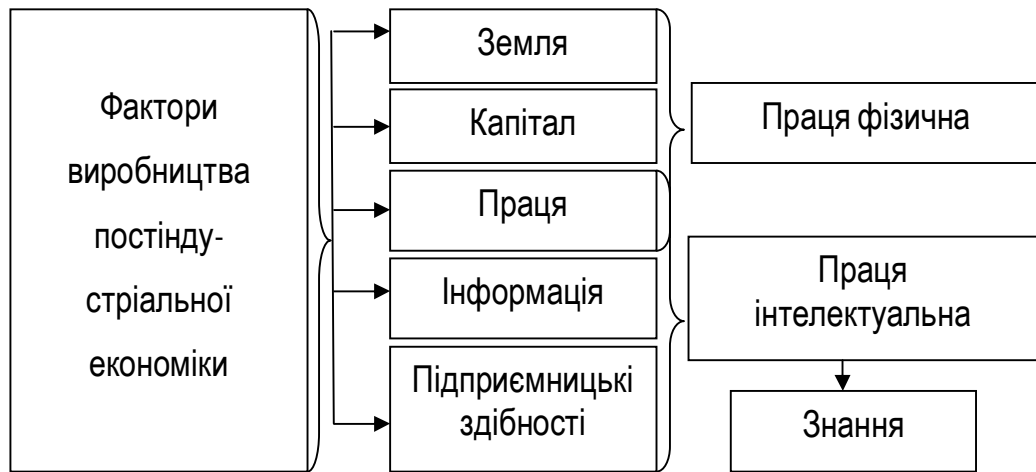 Фактори
виробництва
постінду-
стріальної
економіки
Земля
Капітал
Праця
Інформація
Підприємницькі
здібності
Праця фізична
Праця
інтелектуальна
Знання